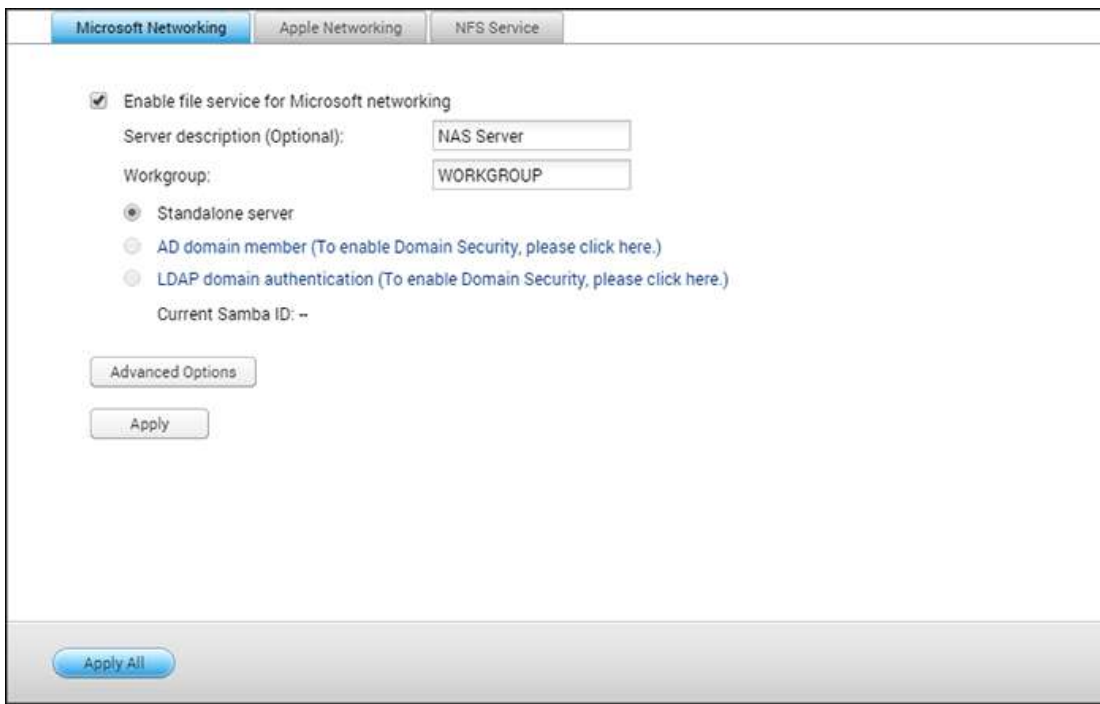 Microsoft Networking Apple Networking NFS Service
Enable file service for Microsoft networking
Server description (Optional): NAS Server
Workgroup: WORKGROUP
Standalone server
AD domain member (To enable Domain Security, please click here.)
LDAP domain authentication (To enable Domain Security, please click here.)
Current Samba ID: --
Advanced Options
Apply
Apply All